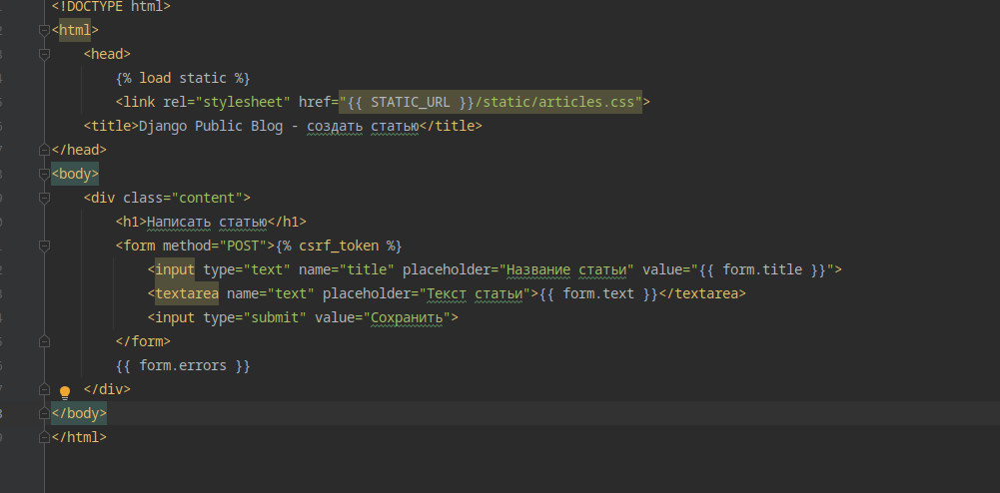 <!DOCTYPE html>
<html>
<head>
{% load static %}
<link rel="stylesheet" href="{{ STATIC_URL }}/static/articles.css">
<title>Django Public Blog - создать статью</title>
</head>
<body>
<div class="content">
<h1>Написать статью</h1>
<form method="POST">{% csrf_token %}
<input type="text" name="title" placeholder="Название статьи" value="{{ form.title }}">
<textarea name="text" placeholder="Текст статьи">{{ form.text }}</textarea>
<input type="submit" value="Сохранить">
</form>
{{ form.errors }}
</div>
</body>
</html>